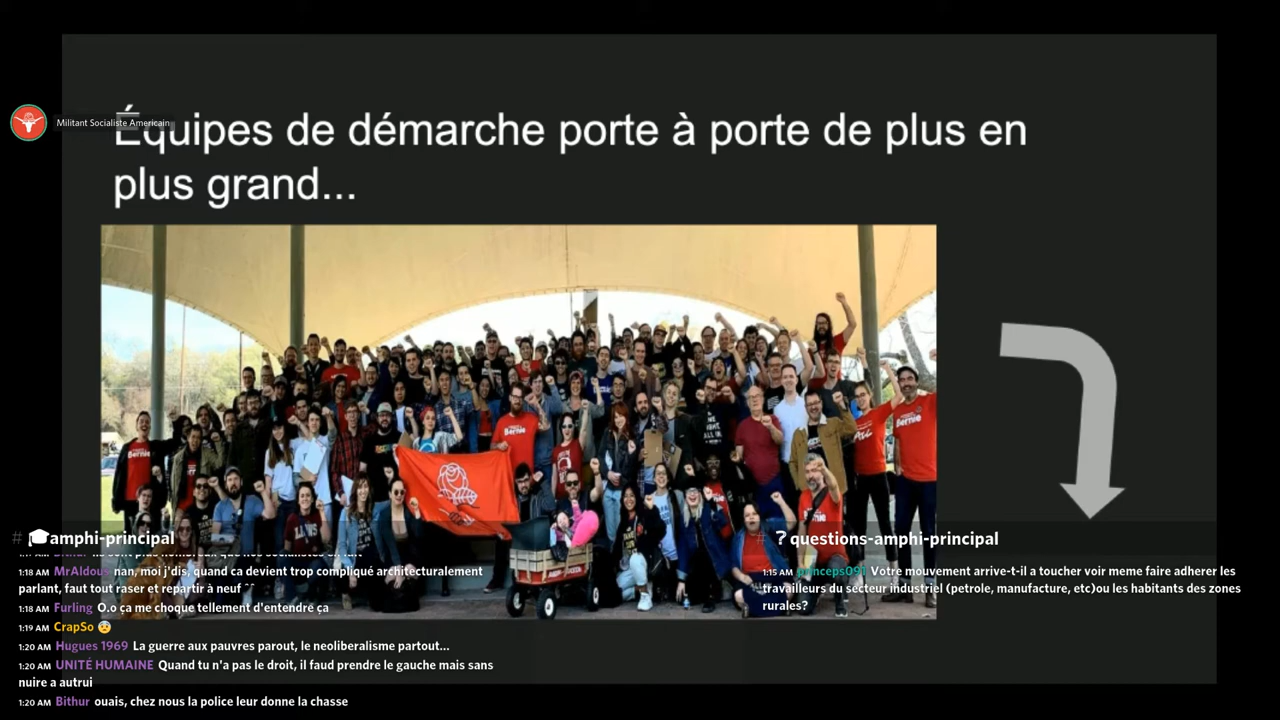 Militant Socialiste Americain
Équipes de démarche porte à porte de plus en
plus grand...
Bernie
Bernie
Bernie
# 🎓amphi-principal
MrAldous nan, moi j'dis, quand ca devient trop compliqué architecturalement
parlant, faut tout raser et repartir à neuf ^^
1:18 AM
1:18 AM Furling O.o ça me choque tellement d'entendre ça
1:19 AM CrapSo 😨
1:20 AM Hugues 1969 La guerre aux pauvres parout, le neoliberalisme partout...
1:20 AM UNITÉ HUMAINE Quand tu n'a pas le droit, il faud prendre le gauche mais sans
nuire a autrui
1:20 AM Bithur ouais, chez nous la police leur donne la chasse
# ❔questions-amphi-principal
1:15 AM princeps091 Votre mouvement arrive-t-il a toucher voir meme faire adherer les
travailleurs du secteur industriel (petrole, manufacture, etc)ou les habitants des zones
rurales?